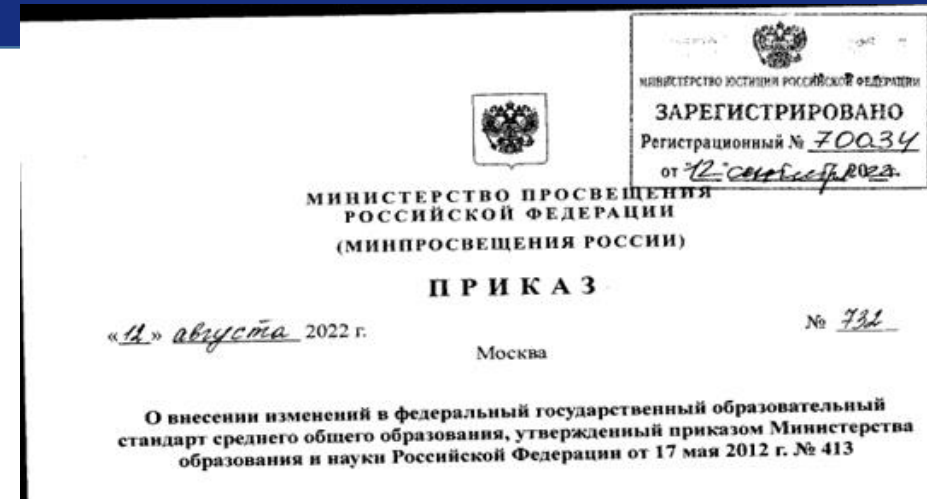 МИНИСТЕРСТВО ЮСТИЦИИ РОССИЙСКОЙ ФЕДЕРАЦИИ
ЗАРЕГИСТРИРОВАНО
Регистрационный № 70034
от "12" сентября 2022.
МИНИСТЕРСТВО ПРОСВЕЩЕНИЯ
РОССИЙСКОЙ ФЕДЕРАЦИИ
(МИНПРОСВЕЩЕНИЯ РОССИИ)
ПРИКАЗ
«12» августа 2022 г.
№ 732
Москва
О внесении изменений в федеральный государственный образовательный
стандарт среднего общего образования, утвержденный приказом Министерства
образования и науки Российской Федерации от 17 мая 2012 г. № 413